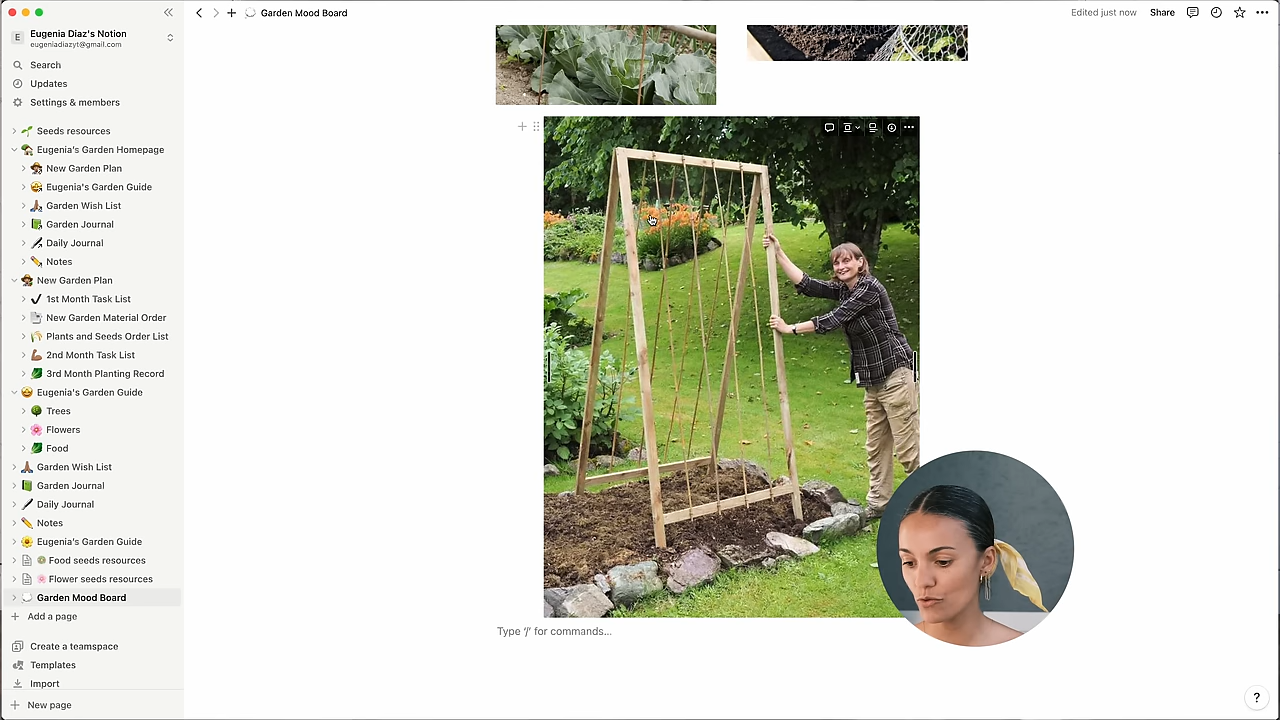 Garden Mood Board
Edited just now
Share
E
Eugenia Diaz's Notion
eugeniadiazyt@gmail.com
Search
Updates
Settings & members
Seeds resources
Eugenia's Garden Homepage
New Garden Plan
Eugenia's Garden Guide
Garden Wish List
Garden Journal
Daily Journal
Notes
New Garden Plan
1st Month Task List
New Garden Material Order
Plants and Seeds Order List
2nd Month Task List
3rd Month Planting Record
Eugenia's Garden Guide
Trees
Flowers
Food
Garden Wish List
Garden Journal
Daily Journal
Notes
Eugenia's Garden Guide
Food seeds resources
Flower seeds resources
Garden Mood Board
Add a page
Create a teamspace
Templates
Import
New page
Type '/' for commands...
?